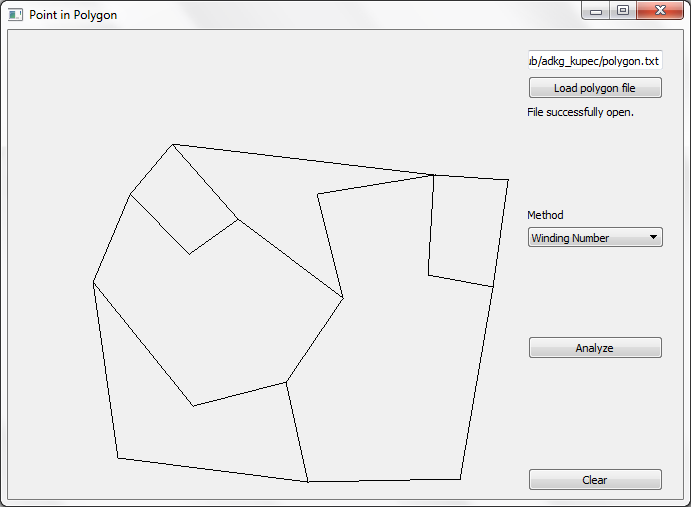 Point in Polygon
ub/adkg_kupec/polygon.txt
Load polygon file
File successfully open.
Method
Winding Number
Analyze
Clear